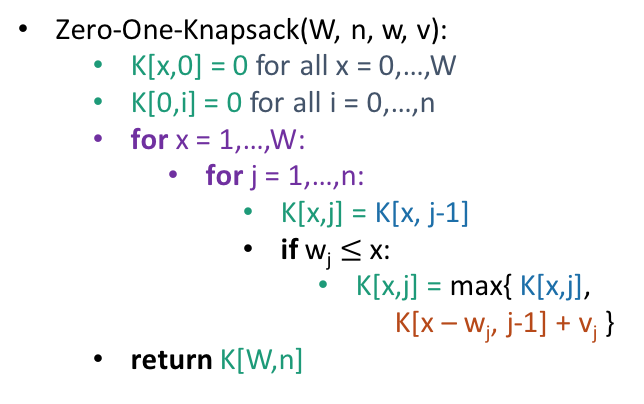 • Zero-One-Knapsack(W, n, w, v):
• K[x,0] = 0 for all x = 0,…,W
• K[0,i] = 0 for all i = 0,…,n
• for x = 1,…,W:
• for j = 1,…,n:
• K[x,j] = K[x, j-1]
• if wⱼ ≤ x:
• K[x,j] = max{ K[x,j],
K[x – wⱼ, j-1] + vⱼ }
• return K[W,n]